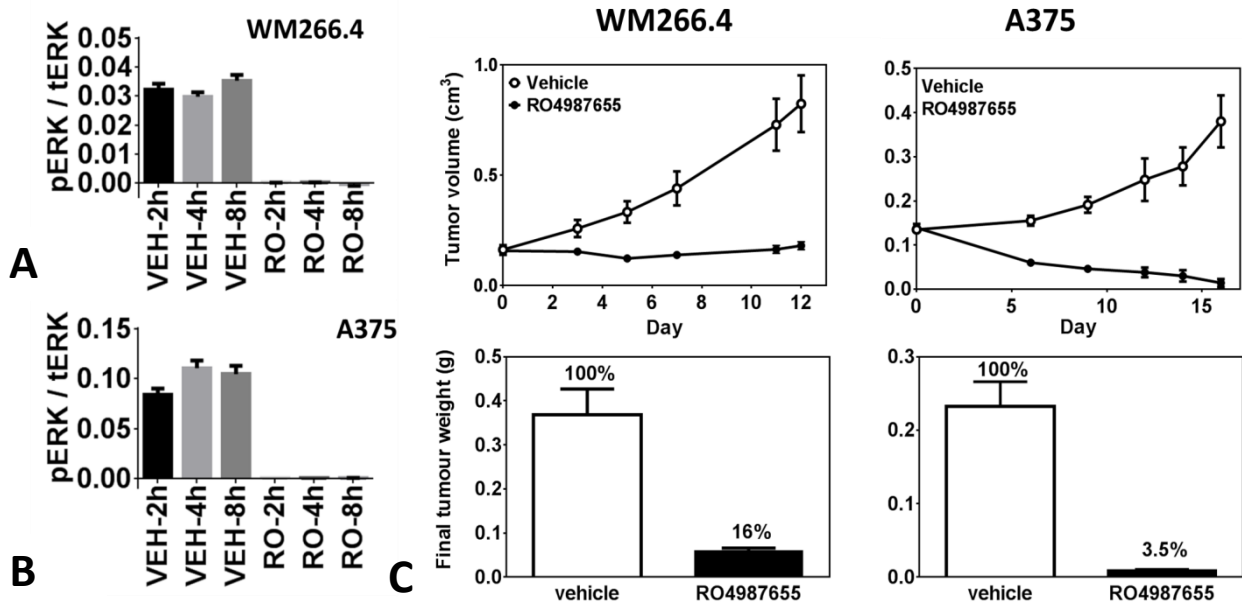 A
WM266.4
pERK / tERK
0.05
0.04
0.03
0.02
0.01
0.00
VEH-2h
VEH-4h
VEH-8h
RO-2h
RO-4h
RO-8h
B
A375
pERK / tERK
0.15
0.10
0.05
0.00
VEH-2h
VEH-4h
VEH-8h
RO-2h
RO-4h
RO-8h
C
WM266.4
Tumor volume (cm³)
1.0
0.5
0.0
Vehicle
RO4987655
0 2 4 6 8 10 12
Day
A375
0.5
0.4
0.3
0.2
0.1
0.0
Vehicle
RO4987655
0 5 10 15
Day
Final tumour weight (g)
0.5
0.4
0.3
0.2
0.1
0.0
100%
16%
vehicle RO4987655
0.3
0.2
0.1
0.0
100%
3.5%
vehicle RO4987655